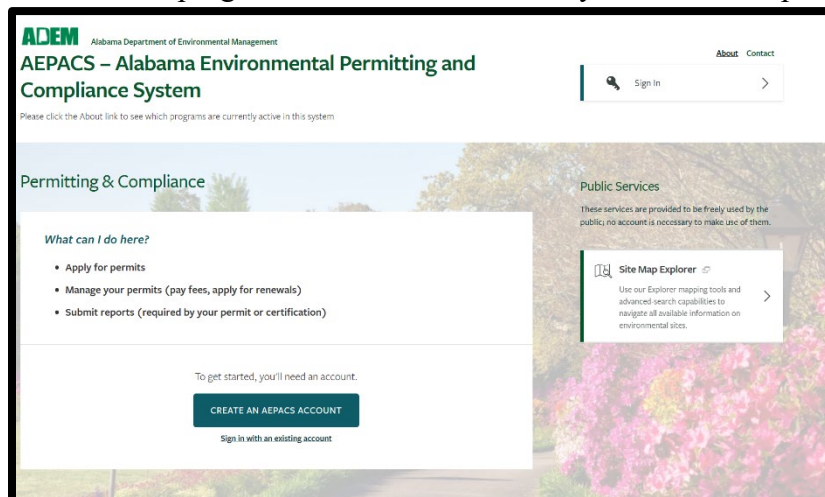 ADEM Alabama Department of Environmental Management
AEPACS – Alabama Environmental Permitting and
Compliance System
Please click the About link to see which programs are currently active in this system
About Contact
Sign In
Permitting & Compliance
What can I do here?
• Apply for permits
• Manage your permits (pay fees, apply for renewals)
• Submit reports (required by your permit or certification)
To get started, you'll need an account.
CREATE AN AEPACS ACCOUNT
Sign in with an existing account
Public Services
These services are provided to be freely used by the
public; no account is necessary to make use of them.
Site Map Explorer
Use our Explorer mapping tools and
advanced-search capabilities to
navigate all available information on
environmental sites.